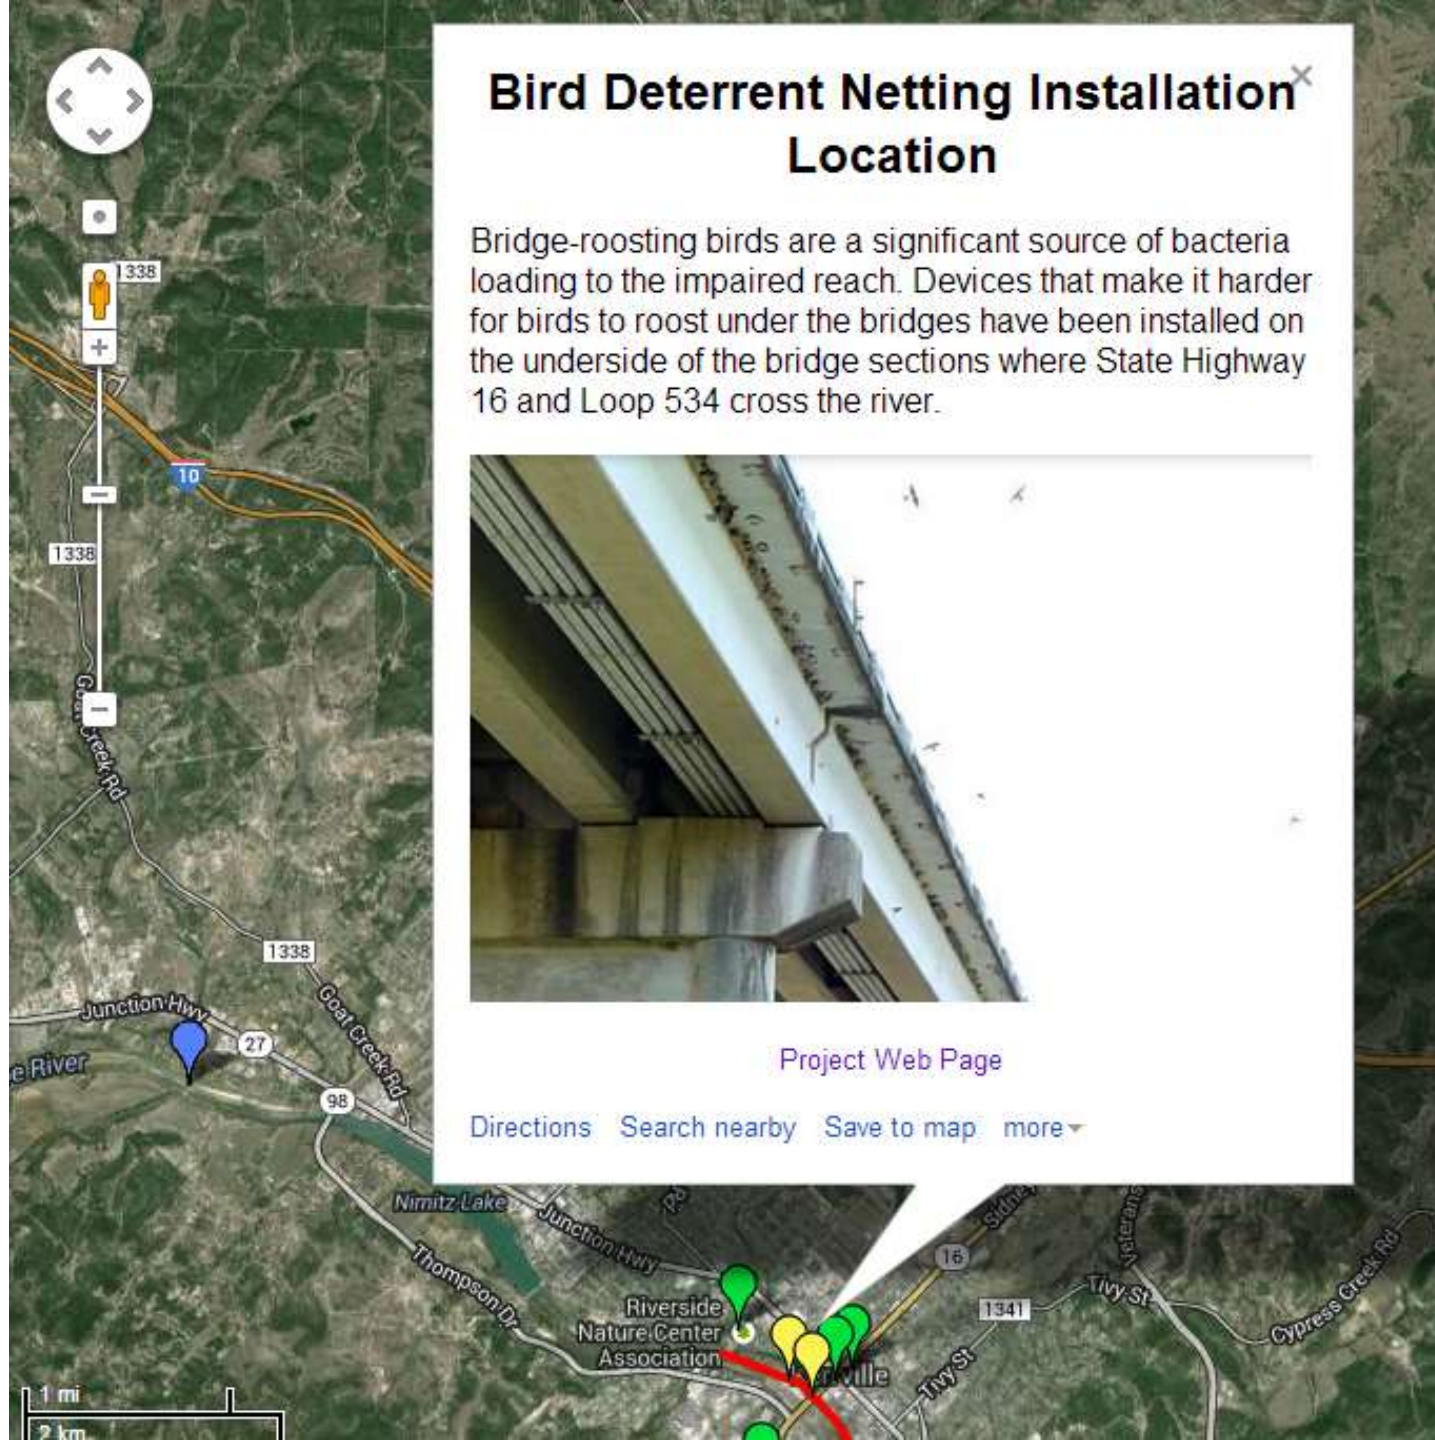 Bird Deterrent Netting Installation
Location
Bridge-roosting birds are a significant source of bacteria
loading to the impaired reach. Devices that make it harder
for birds to roost under the bridges have been installed on
the underside of the bridge sections where State Highway
16 and Loop 534 cross the river.
Project Web Page
Directions Search nearby Save to map more
1338
10
1338
Goat Creek Rd
1338
Goat Creek Rd
Junction Hwy
27
e River
98
Nimitz Lake
Junction Hwy
Thompson Dr
Sidney
16
Veterans
Riverside
Nature Center
Association
1341
Tivy St
Tivy St
Cypress Creek Rd
1 mi
2 km